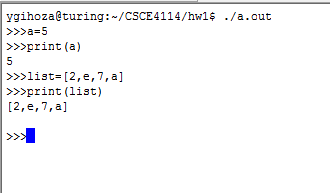 ygihoza@turing:~/CSCE4114/hw1$ ./a.out
>>>a=5
>>>print(a)
5
>>>list=[2,e,7,a]
>>>print(list)
[2,e,7,a]
>>>